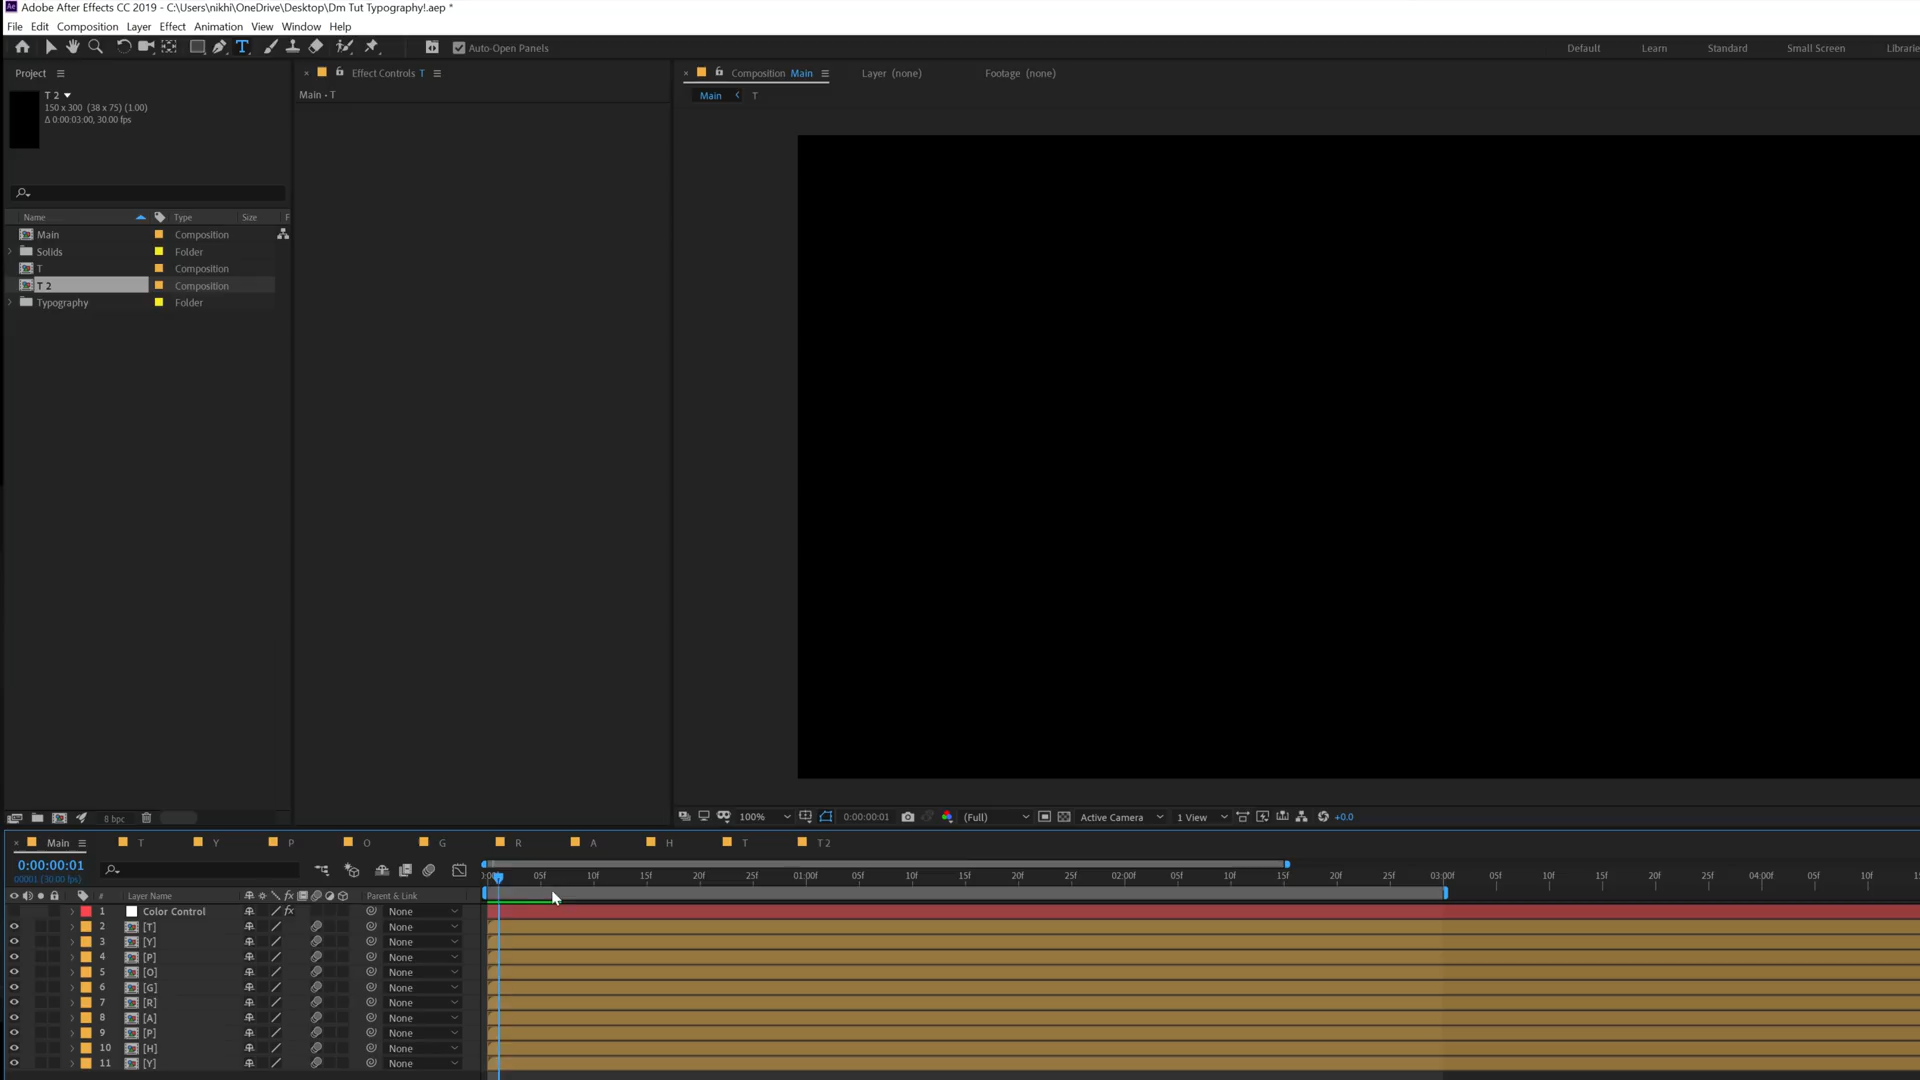 Adobe After Effects CC 2019 - C:\Users\nikhi\OneDrive\Desktop\Dm Tut Typography!.aep *
File Edit Composition Layer Effect Animation View Window Help
Auto-Open Panels
Default Learn Standard Small Screen Librarie
Project
Effect Controls T
Composition Main
Layer (none)
Footage (none)
T 2
150 x 300 (38 x 75) (1.00)
Δ 0:00:03:00, 30.00 fps
Main • T
Main T
Name Type Size F
Main Composition
Solids Folder
T Composition
T 2 Composition
Typography Folder
8 bpc
100% 0:00:00:01 (Full) Active Camera 1 View +0.0
Main T Y P O G R A H T T 2
0:00:00:01
00001 (30.00 fps)
05f 10f 15f 20f 25f 01:00f 05f 10f 15f 20f 25f 02:00f 05f 10f 15f 20f 25f 03:00f 05f 10f 15f 20f 25f 04:00f 05f 10f
# Layer Name fx Parent & Link
1 Color Control fx None
2 [T] None
3 [Y] None
4 [P] None
5 [O] None
6 [G] None
7 [R] None
8 [A] None
9 [P] None
10 [H] None
11 [Y] None